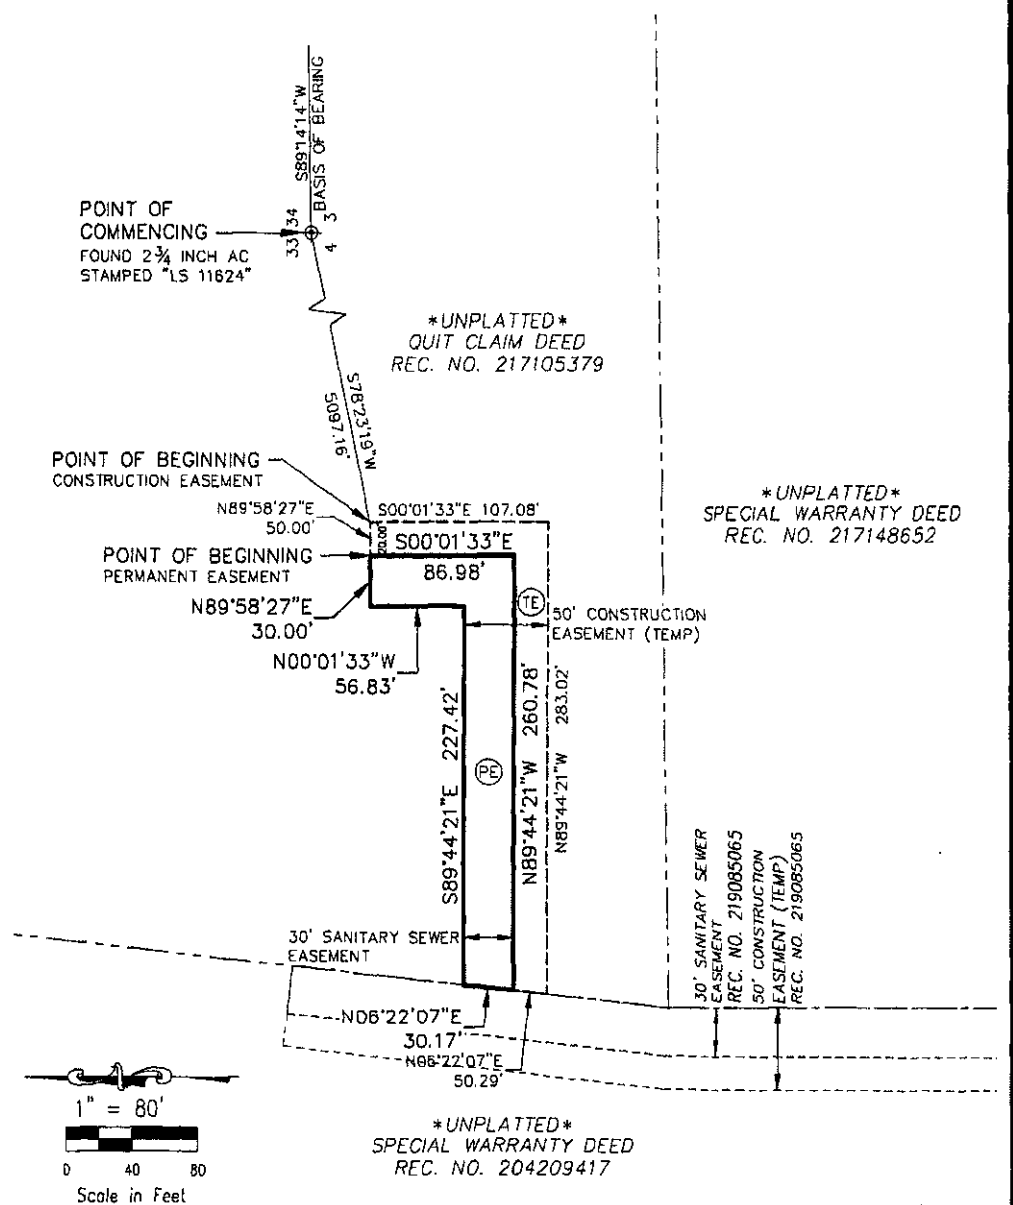 S89°14'14"W
BASIS OF BEARING
POINT OF
COMMENCING
FOUND 2¾ INCH AC
STAMPED "LS 11624"
33 34
4 3
*UNPLATTED*
QUIT CLAIM DEED
REC. NO. 217105379
S78°23'19"W
5097.16'
POINT OF BEGINNING
CONSTRUCTION EASEMENT
N89°58'27"E
50.00'
S00°01'33"E 107.08'
20.00'
S00°01'33"E
86.98'
POINT OF BEGINNING
PERMANENT EASEMENT
*UNPLATTED*
SPECIAL WARRANTY DEED
REC. NO. 217148652
N89°58'27"E
30.00'
TE
50' CONSTRUCTION
EASEMENT (TEMP)
N00°01'33"W
56.83'
S89°44'21"E 227.42'
PE
N89°44'21"W 260.78'
N89°44'21"W 283.02'
30' SANITARY SEWER
EASEMENT
30' SANITARY SEWER
EASEMENT
REC. NO. 219085065
50' CONSTRUCTION
EASEMENT (TEMP)
REC. NO. 219085065
N06°22'07"E
30.17'
N06°22'07"E
50.29'
1" = 80'
0 40 80
Scale in Feet
*UNPLATTED*
SPECIAL WARRANTY DEED
REC. NO. 204209417